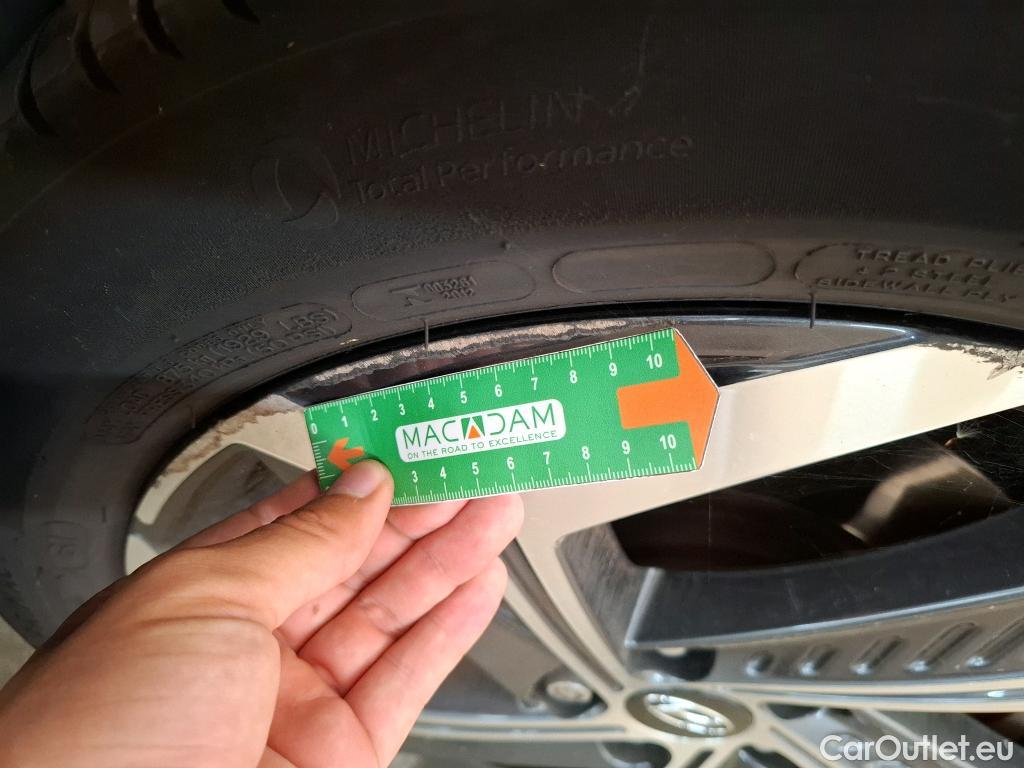 MICHELIN
Total Performance
TREAD PLIE
SIDEWALL PLY
0 1 2 3 4 5 6 7 8 9 10
MACADAM
ON THE ROAD TO EXCELLENCE
3 4 5 6 7 8 9 10
CarOutlet.eu